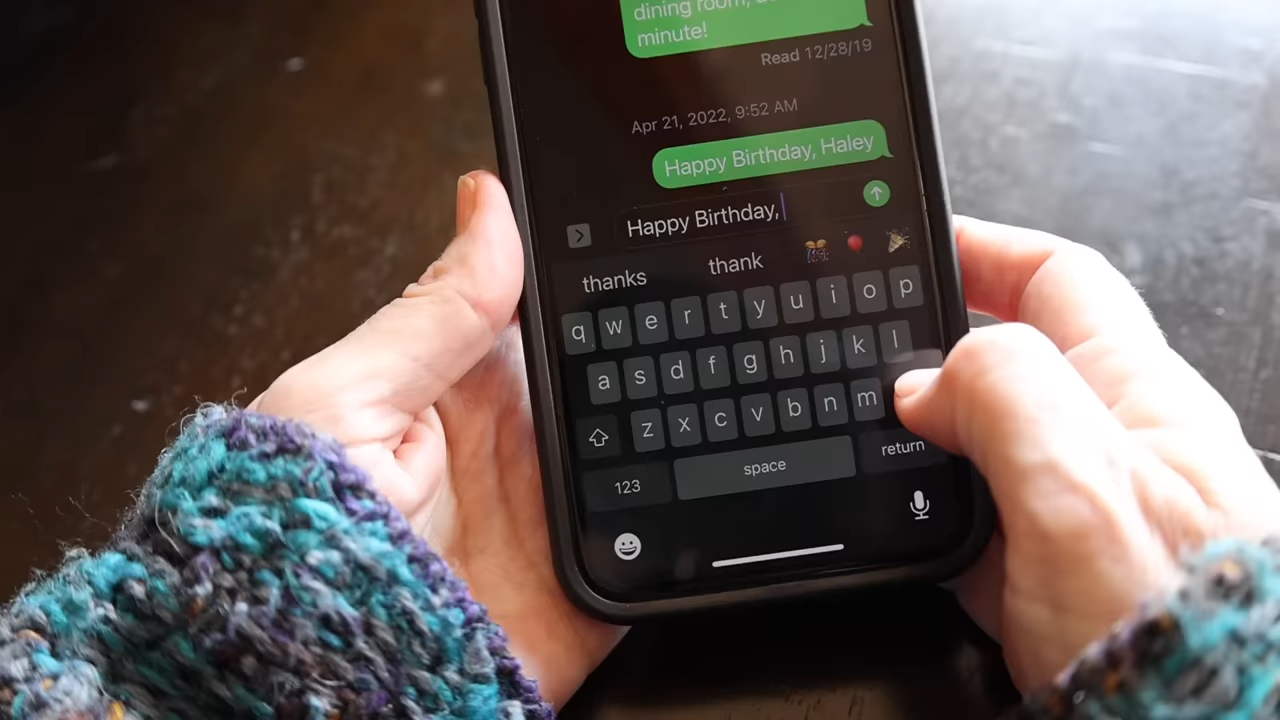 dining room,
minute!
Read 12/28/19
Apr 21, 2022, 9:52 AM
Happy Birthday, Haley
Happy Birthday,
thanks thank
q w e r t y u i o p
a s d f g h j k l
z x c v b n m
123 space return